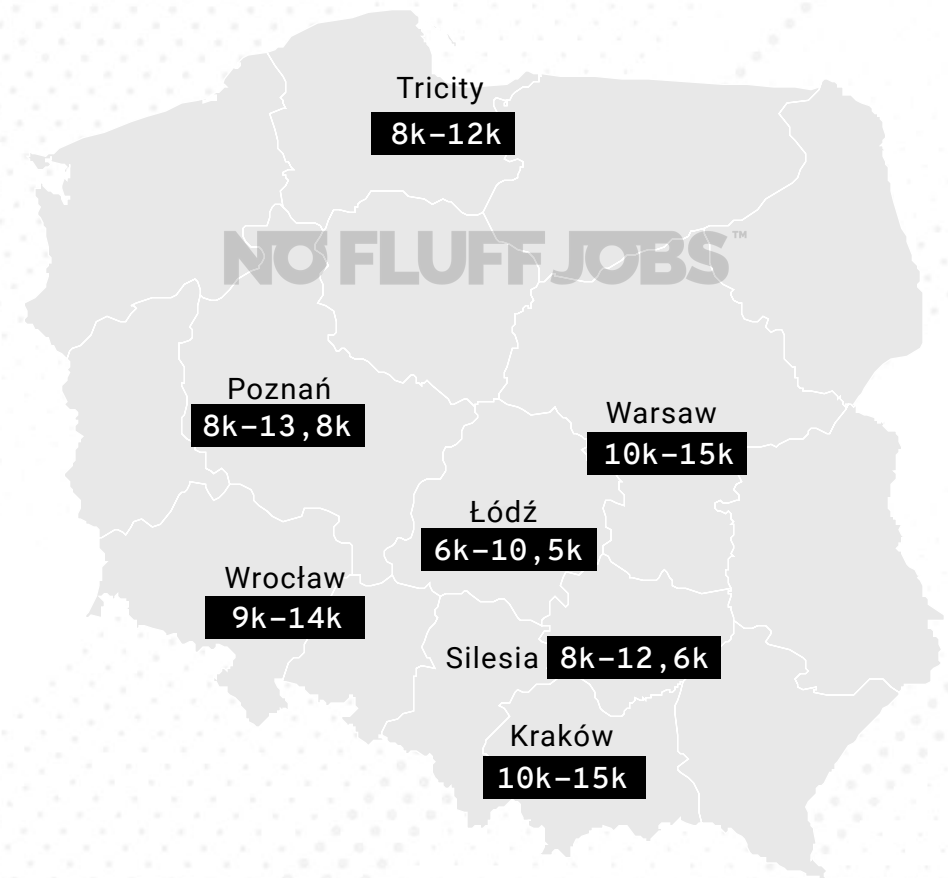 Tricity
8k–12k
NO FLUFF JOBS™
Poznań
8k–13,8k
Warsaw
10k–15k
Łódź
6k–10,5k
Wrocław
9k–14k
Silesia 8k–12,6k
Kraków
10k–15k